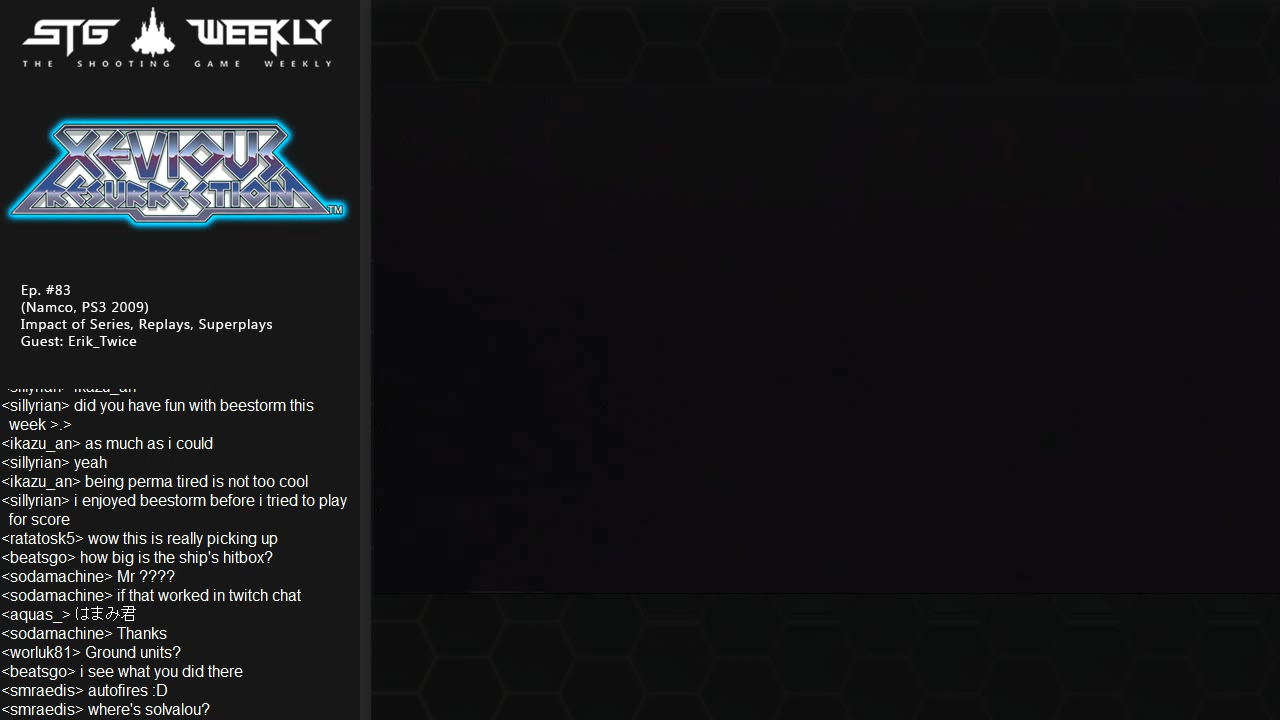 STG WEEKLY
THE SHOOTING GAME WEEKLY
XEVIOUS
RESURRECTION™
Ep. #83
(Namco, PS3 2009)
Impact of Series, Replays, Superplays
Guest: Erik_Twice
<sillyrian> ikazu_an
<sillyrian> did you have fun with beestorm this
week >.>
<ikazu_an> as much as i could
<sillyrian> yeah
<ikazu_an> being perma tired is not too cool
<sillyrian> i enjoyed beestorm before i tried to play
for score
<ratatosk5> wow this is really picking up
<beatsgo> how big is the ship's hitbox?
<sodamachine> Mr ????
<sodamachine> if that worked in twitch chat
<aquas_> はまみ君
<sodamachine> Thanks
<worluk81> Ground units?
<beatsgo> i see what you did there
<smraedis> autofires :D
<smraedis> where's solvalou?